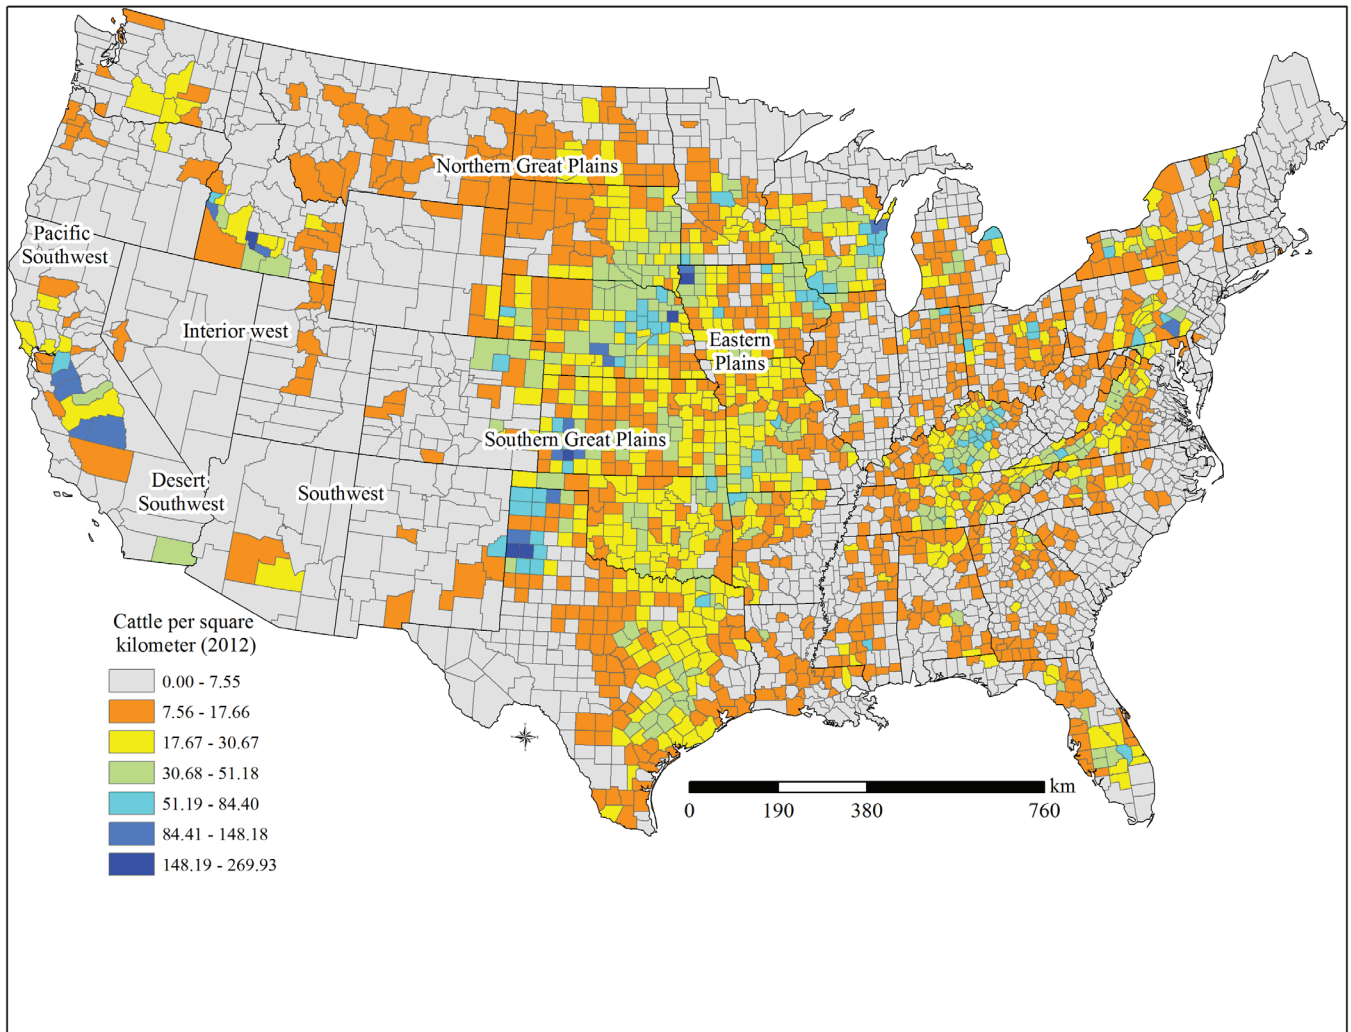 Northern Great Plains
Pacific
Southwest
Interior west
Eastern
Plains
Southern Great Plains
Desert
Southwest
Southwest
Cattle per square
kilometer (2012)
0.00 - 7.55
7.56 - 17.66
17.67 - 30.67
30.68 - 51.18
51.19 - 84.40
84.41 - 148.18
148.19 - 269.93
km
0 190 380 760